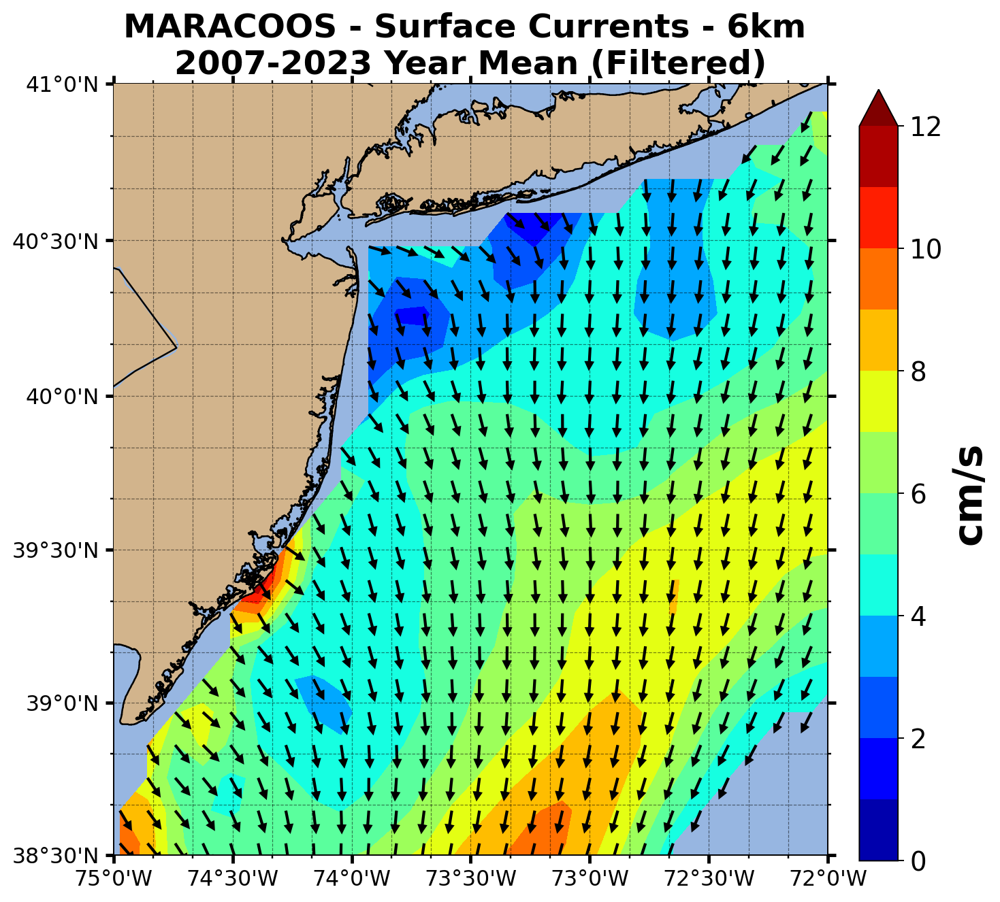 MARACOOS - Surface Currents - 6km
2007-2023 Year Mean (Filtered)
41°0'N
40°30'N
40°0'N
39°30'N
39°0'N
38°30'N
75°0'W
74°30'W
74°0'W
73°30'W
73°0'W
72°30'W
72°0'W
12
10
8
6
4
2
0
cm/s